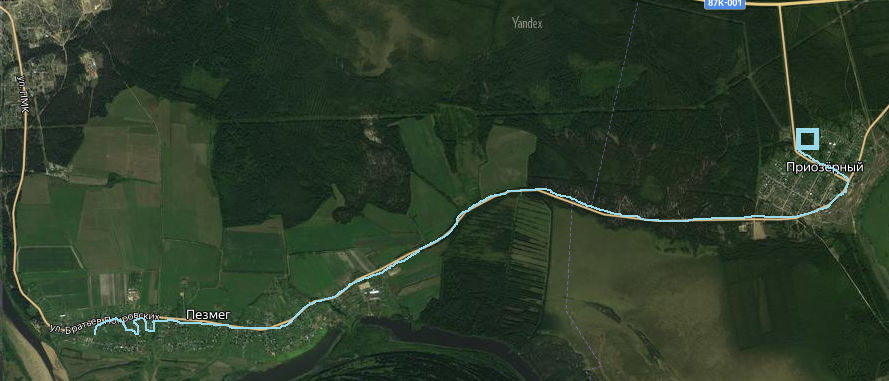 87К-001
Yandex
ул. ПМК
Приозёрный
Пезмег
ул. Братьев Покровских